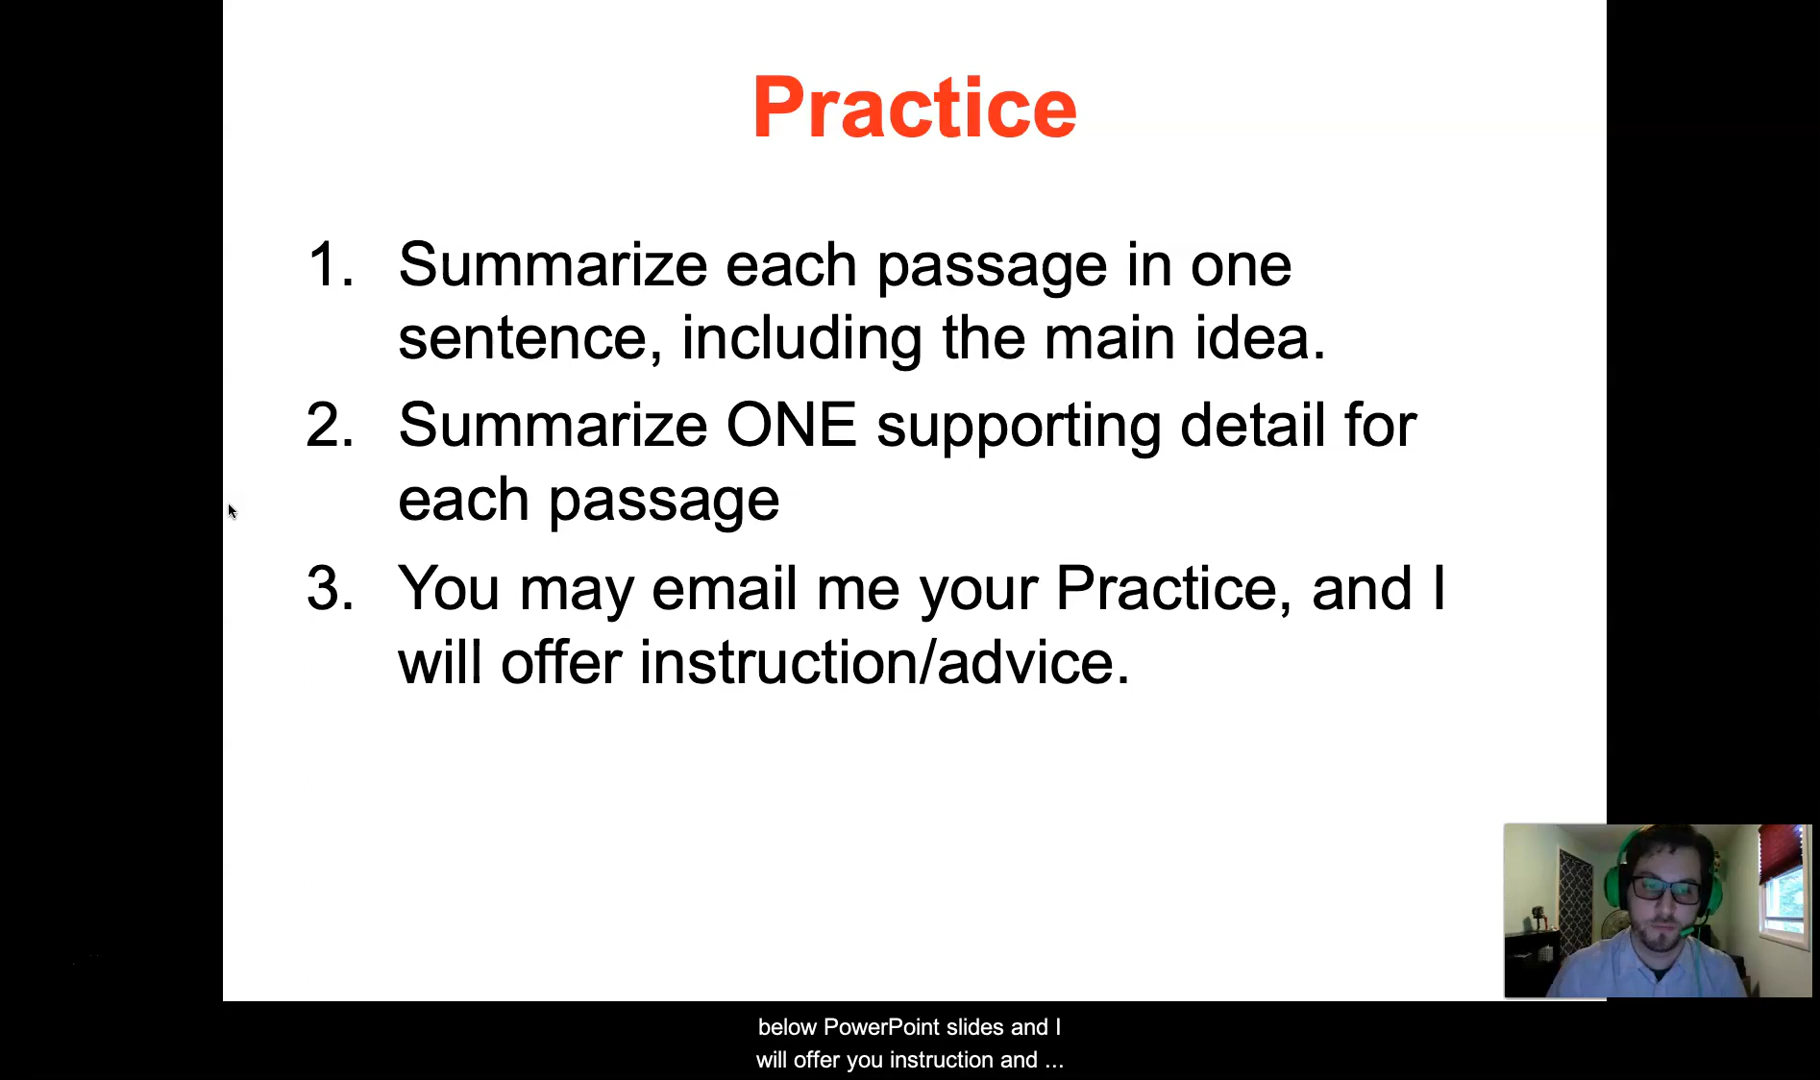 Practice
1. Summarize each passage in one
sentence, including the main idea.
2. Summarize ONE supporting detail for
each passage
3. You may email me your Practice, and I
will offer instruction/advice.
below PowerPoint slides and I
will offer you instruction and ...